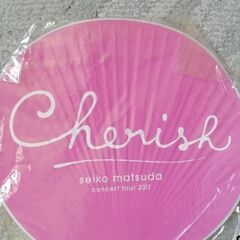 Cherish
seiko matsuda
concert tour 2011